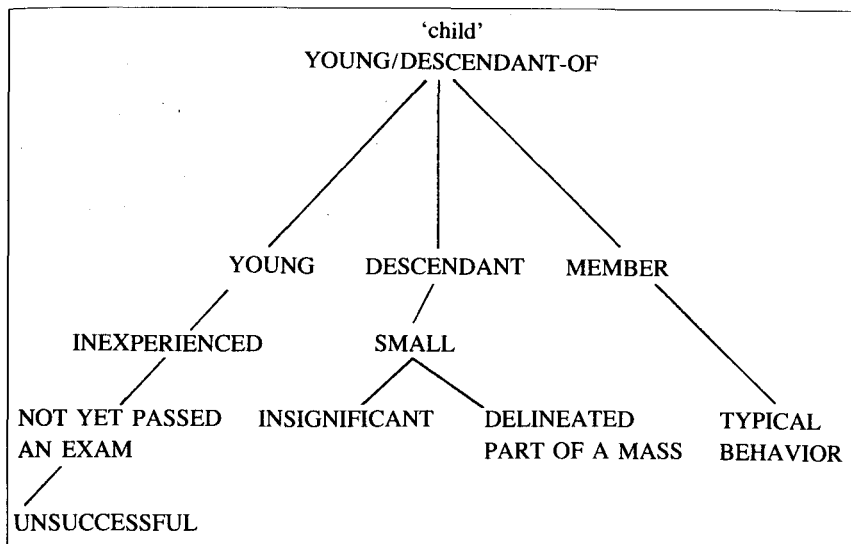 ‘child’
YOUNG/DESCENDANT-OF
YOUNG DESCENDANT MEMBER
INEXPERIENCED SMALL
NOT YET PASSED INSIGNIFICANT DELINEATED TYPICAL
AN EXAM PART OF A MASS BEHAVIOR
UNSUCCESSFUL